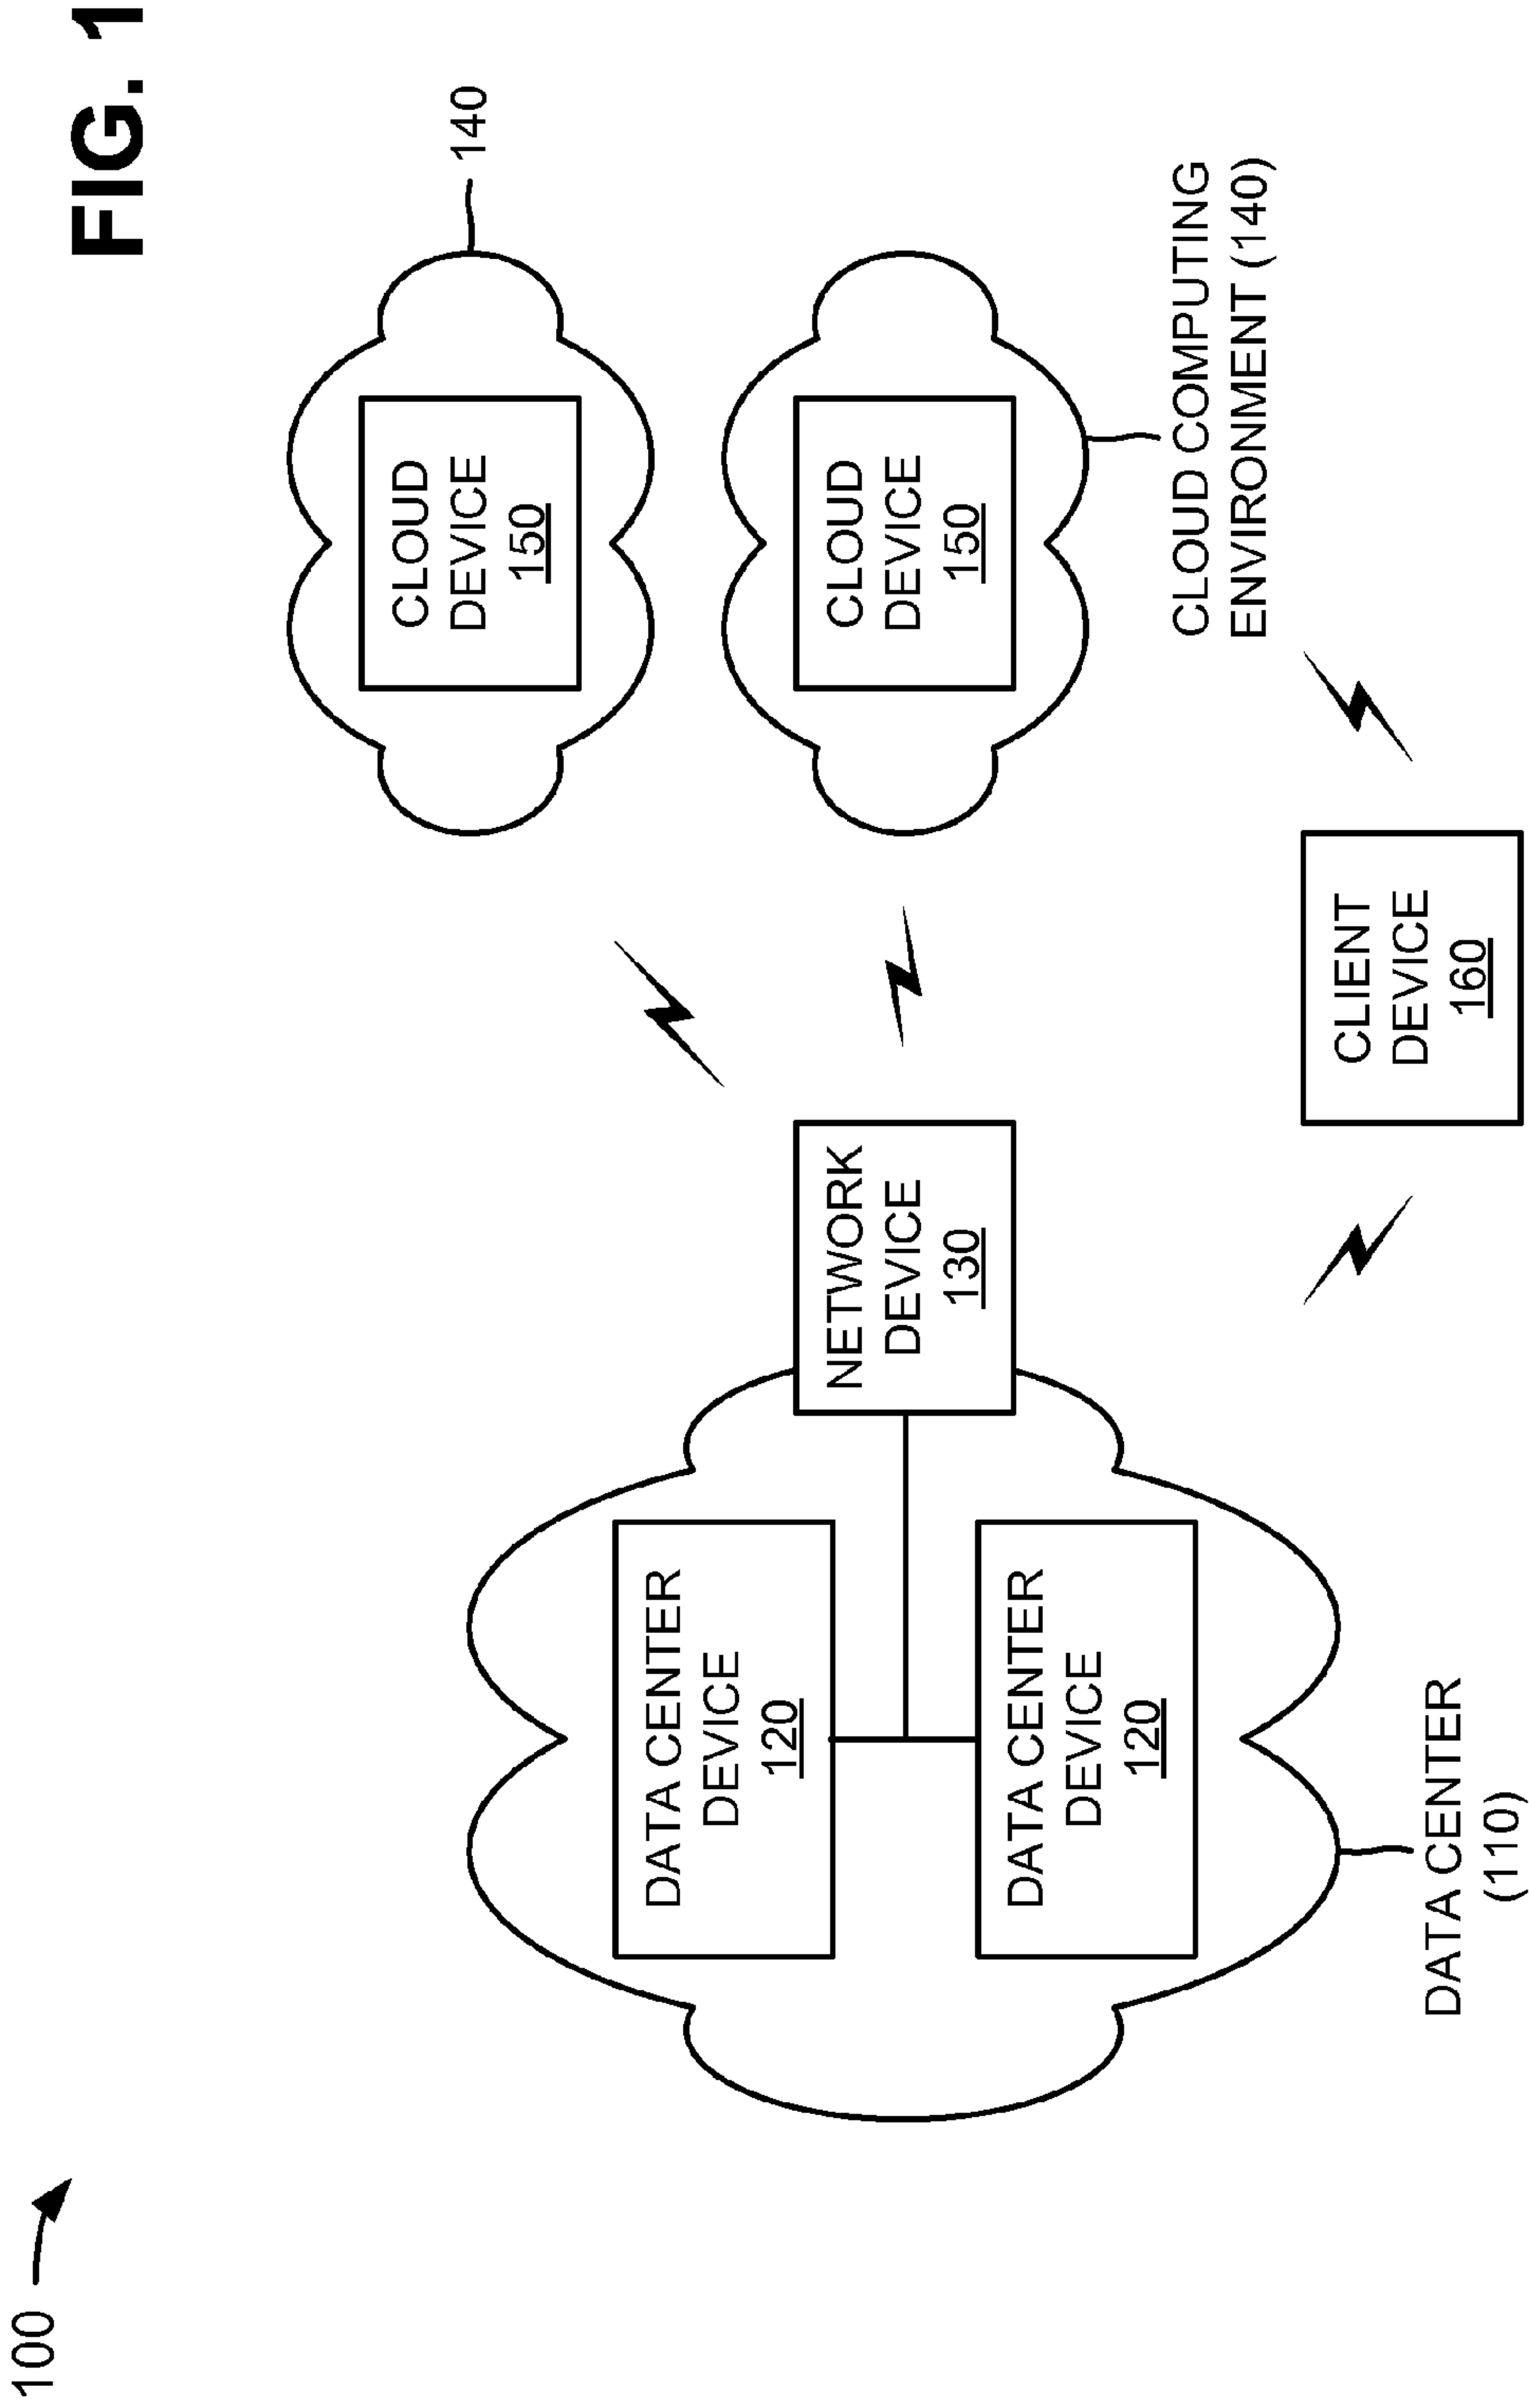 FIG. 1
100
140
CLOUD
DEVICE
150
CLOUD
DEVICE
150
CLOUD COMPUTING
ENVIRONMENT (140)
NETWORK
DEVICE
130
DATA CENTER
DEVICE
120
DATA CENTER
DEVICE
120
DATA CENTER
(110)
CLIENT
DEVICE
160